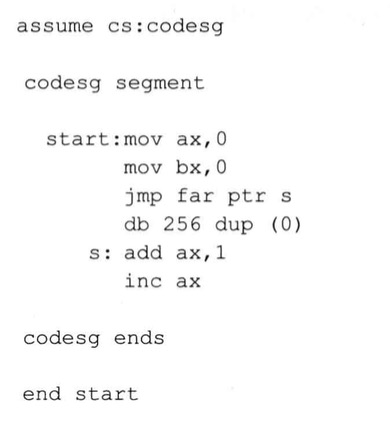 assume cs:codesg
codesg segment
start:mov ax,0
mov bx,0
jmp far ptr s
db 256 dup (0)
s: add ax,1
inc ax
codesg ends
end start